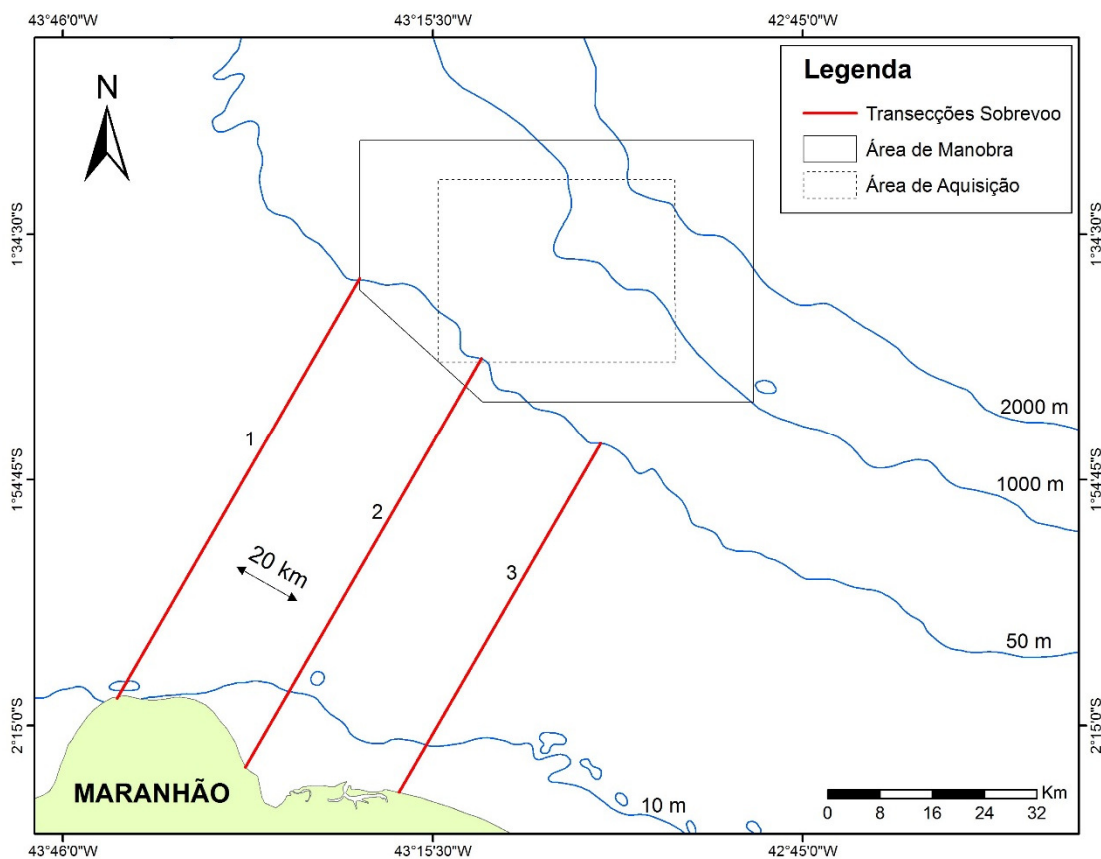 43°46'0"W
43°15'30"W
42°45'0"W
Legenda
Transecções Sobrevoo
Área de Manobra
Área de Aquisição
N
1°34'30"S
1°34'30"S
2000 m
1
1000 m
1°54'45"S
1°54'45"S
2
20 km
3
50 m
2°15'0"S
2°15'0"S
MARANHÃO
10 m
Km
0 8 16 24 32
43°46'0"W
43°15'30"W
42°45'0"W